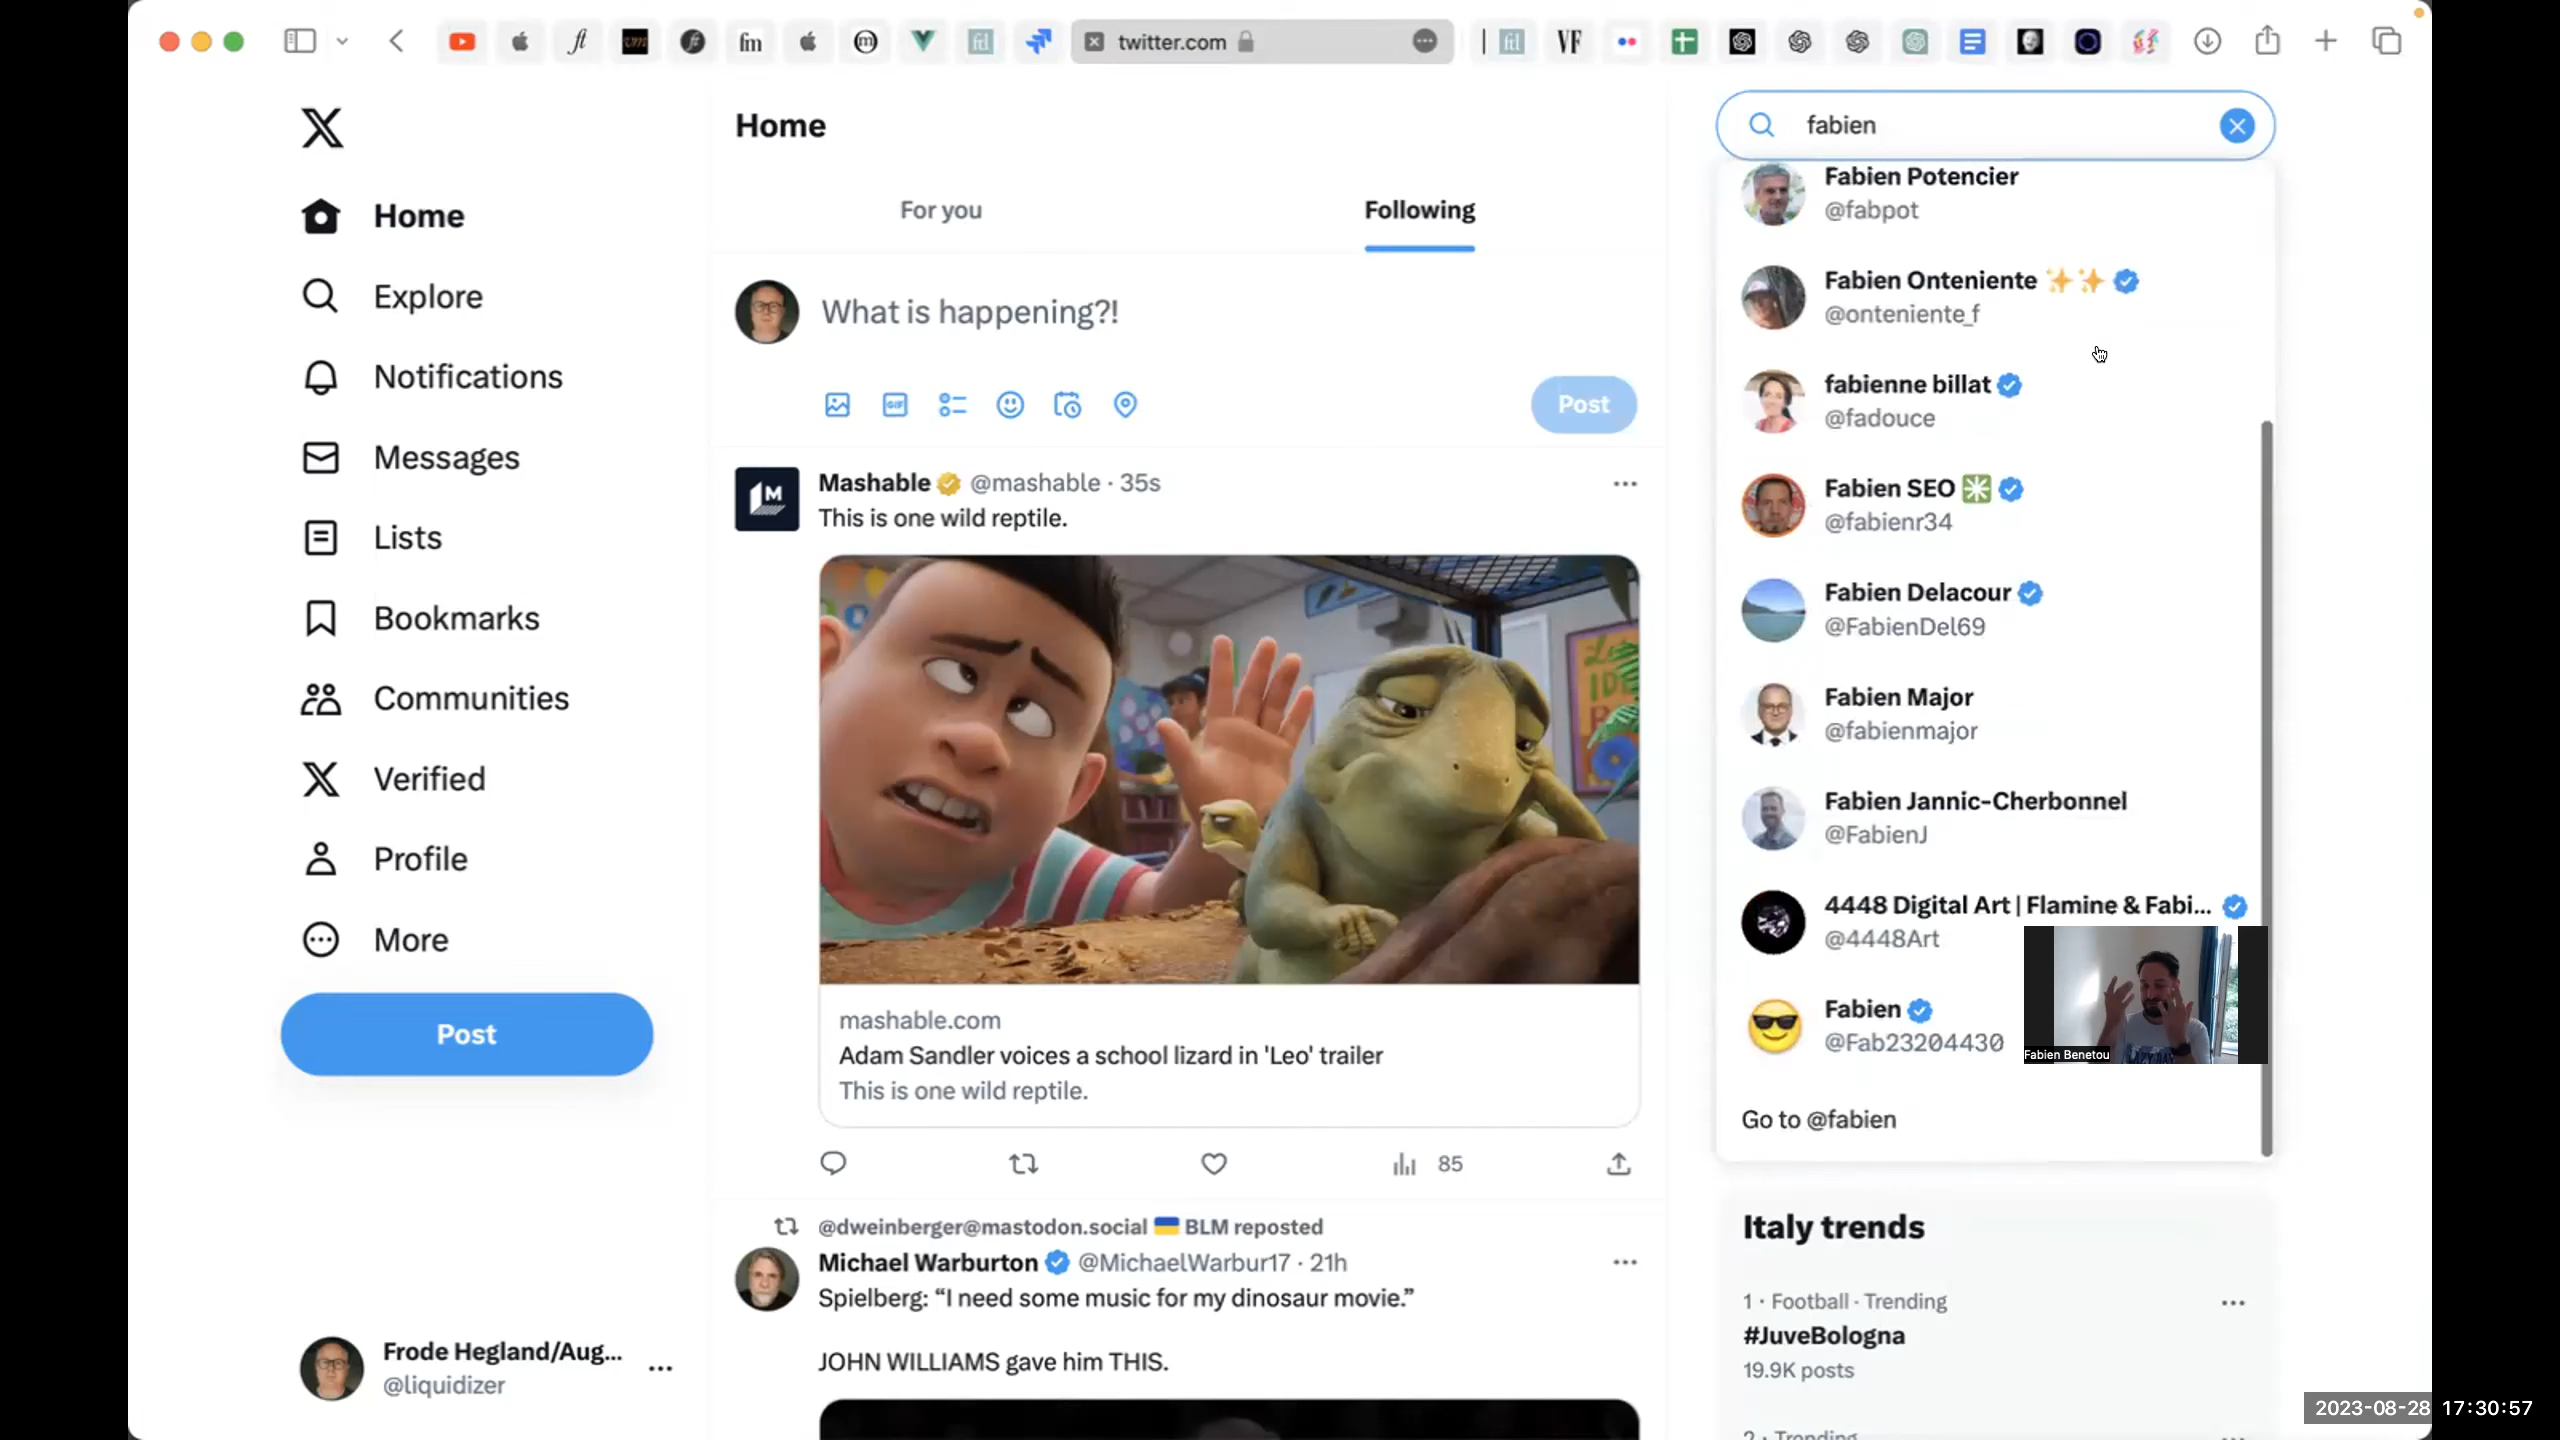 twitter.com
fabien
Home
Explore
Notifications
Messages
Lists
Bookmarks
Communities
Verified
Profile
More
Post
Frode Hegland/Aug...
@liquidizer
Home
For you
Following
What is happening?!
GIF
Post
Mashable @mashable · 35s
This is one wild reptile.
mashable.com
Adam Sandler voices a school lizard in 'Leo' trailer
This is one wild reptile.
85
@dweinberger@mastodon.social BLM reposted
Michael Warburton @MichaelWarbur17 · 21h
Spielberg: “I need some music for my dinosaur movie.”
JOHN WILLIAMS gave him THIS.
Fabien Potencier
@fabpot
Fabien Onteniente
@onteniente_f
fabienne billat
@fadouce
Fabien SEO
@fabienr34
Fabien Delacour
@FabienDel69
Fabien Major
@fabienmajor
Fabien Jannic-Cherbonnel
@FabienJ
4448 Digital Art | Flamine & Fabi...
@4448Art
Fabien
@Fab23204430
Fabien Benetou
Go to @fabien
Italy trends
1 · Football · Trending
#JuveBologna
19.9K posts
2 · Trending
2023-08-28 17:30:57